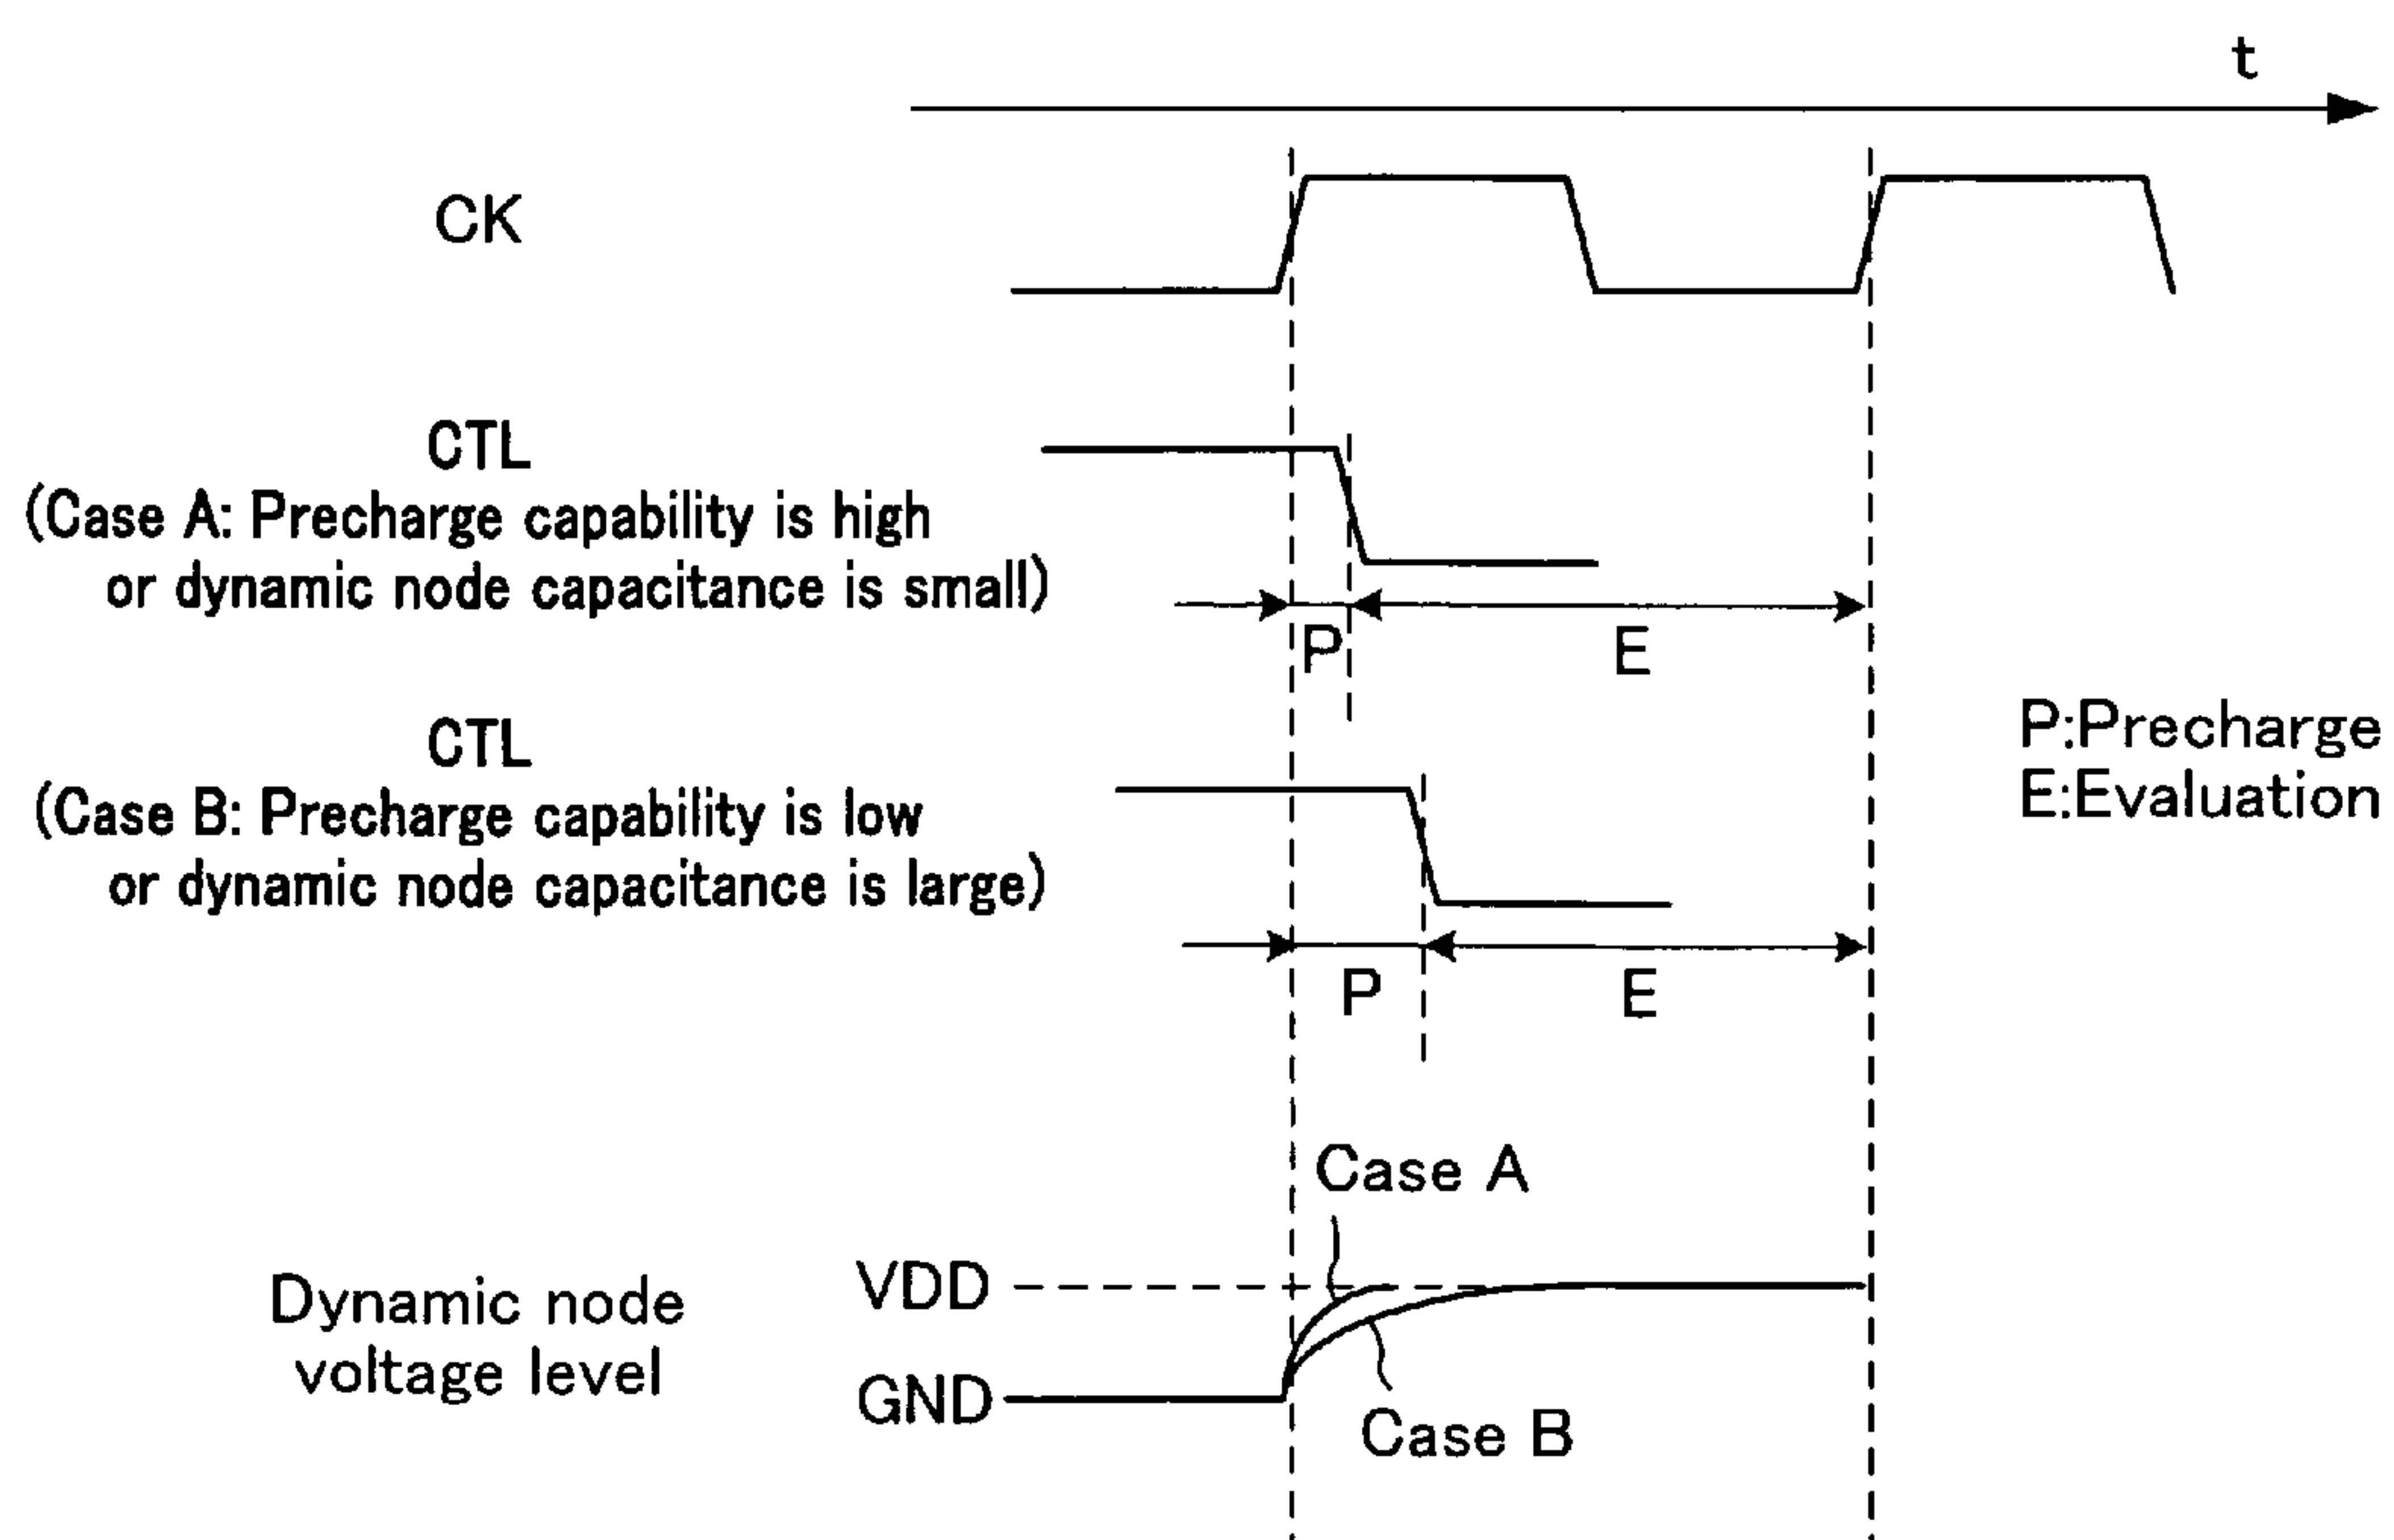 t
CK
CTL
(Case A: Precharge capability is high
or dynamic node capacitance is small)
P
E
CTL
(Case B: Precharge capability is low
or dynamic node capacitance is large)
P
E
P:Precharge
E:Evaluation
Case A
VDD
Dynamic node
voltage level
GND
Case B